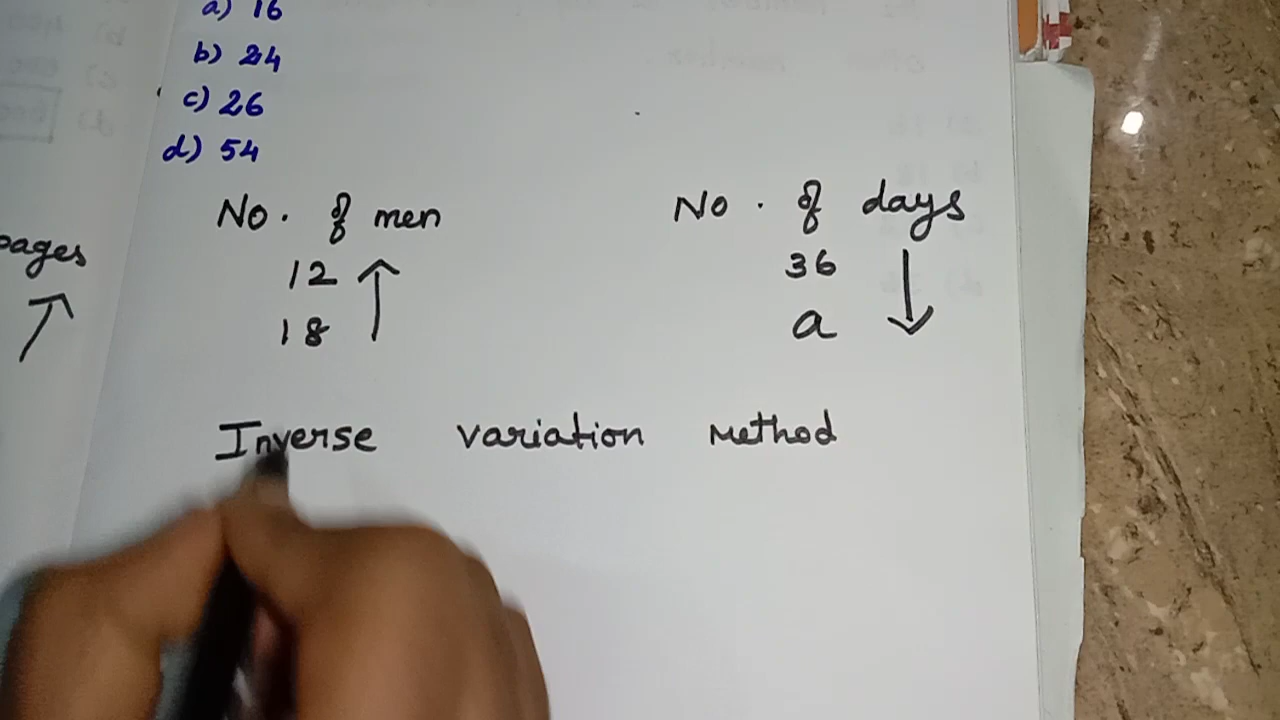 a) 16
b) 24
c) 26
d) 54
No. of men No. of days
pages
12 36
18 a
Inverse variation method